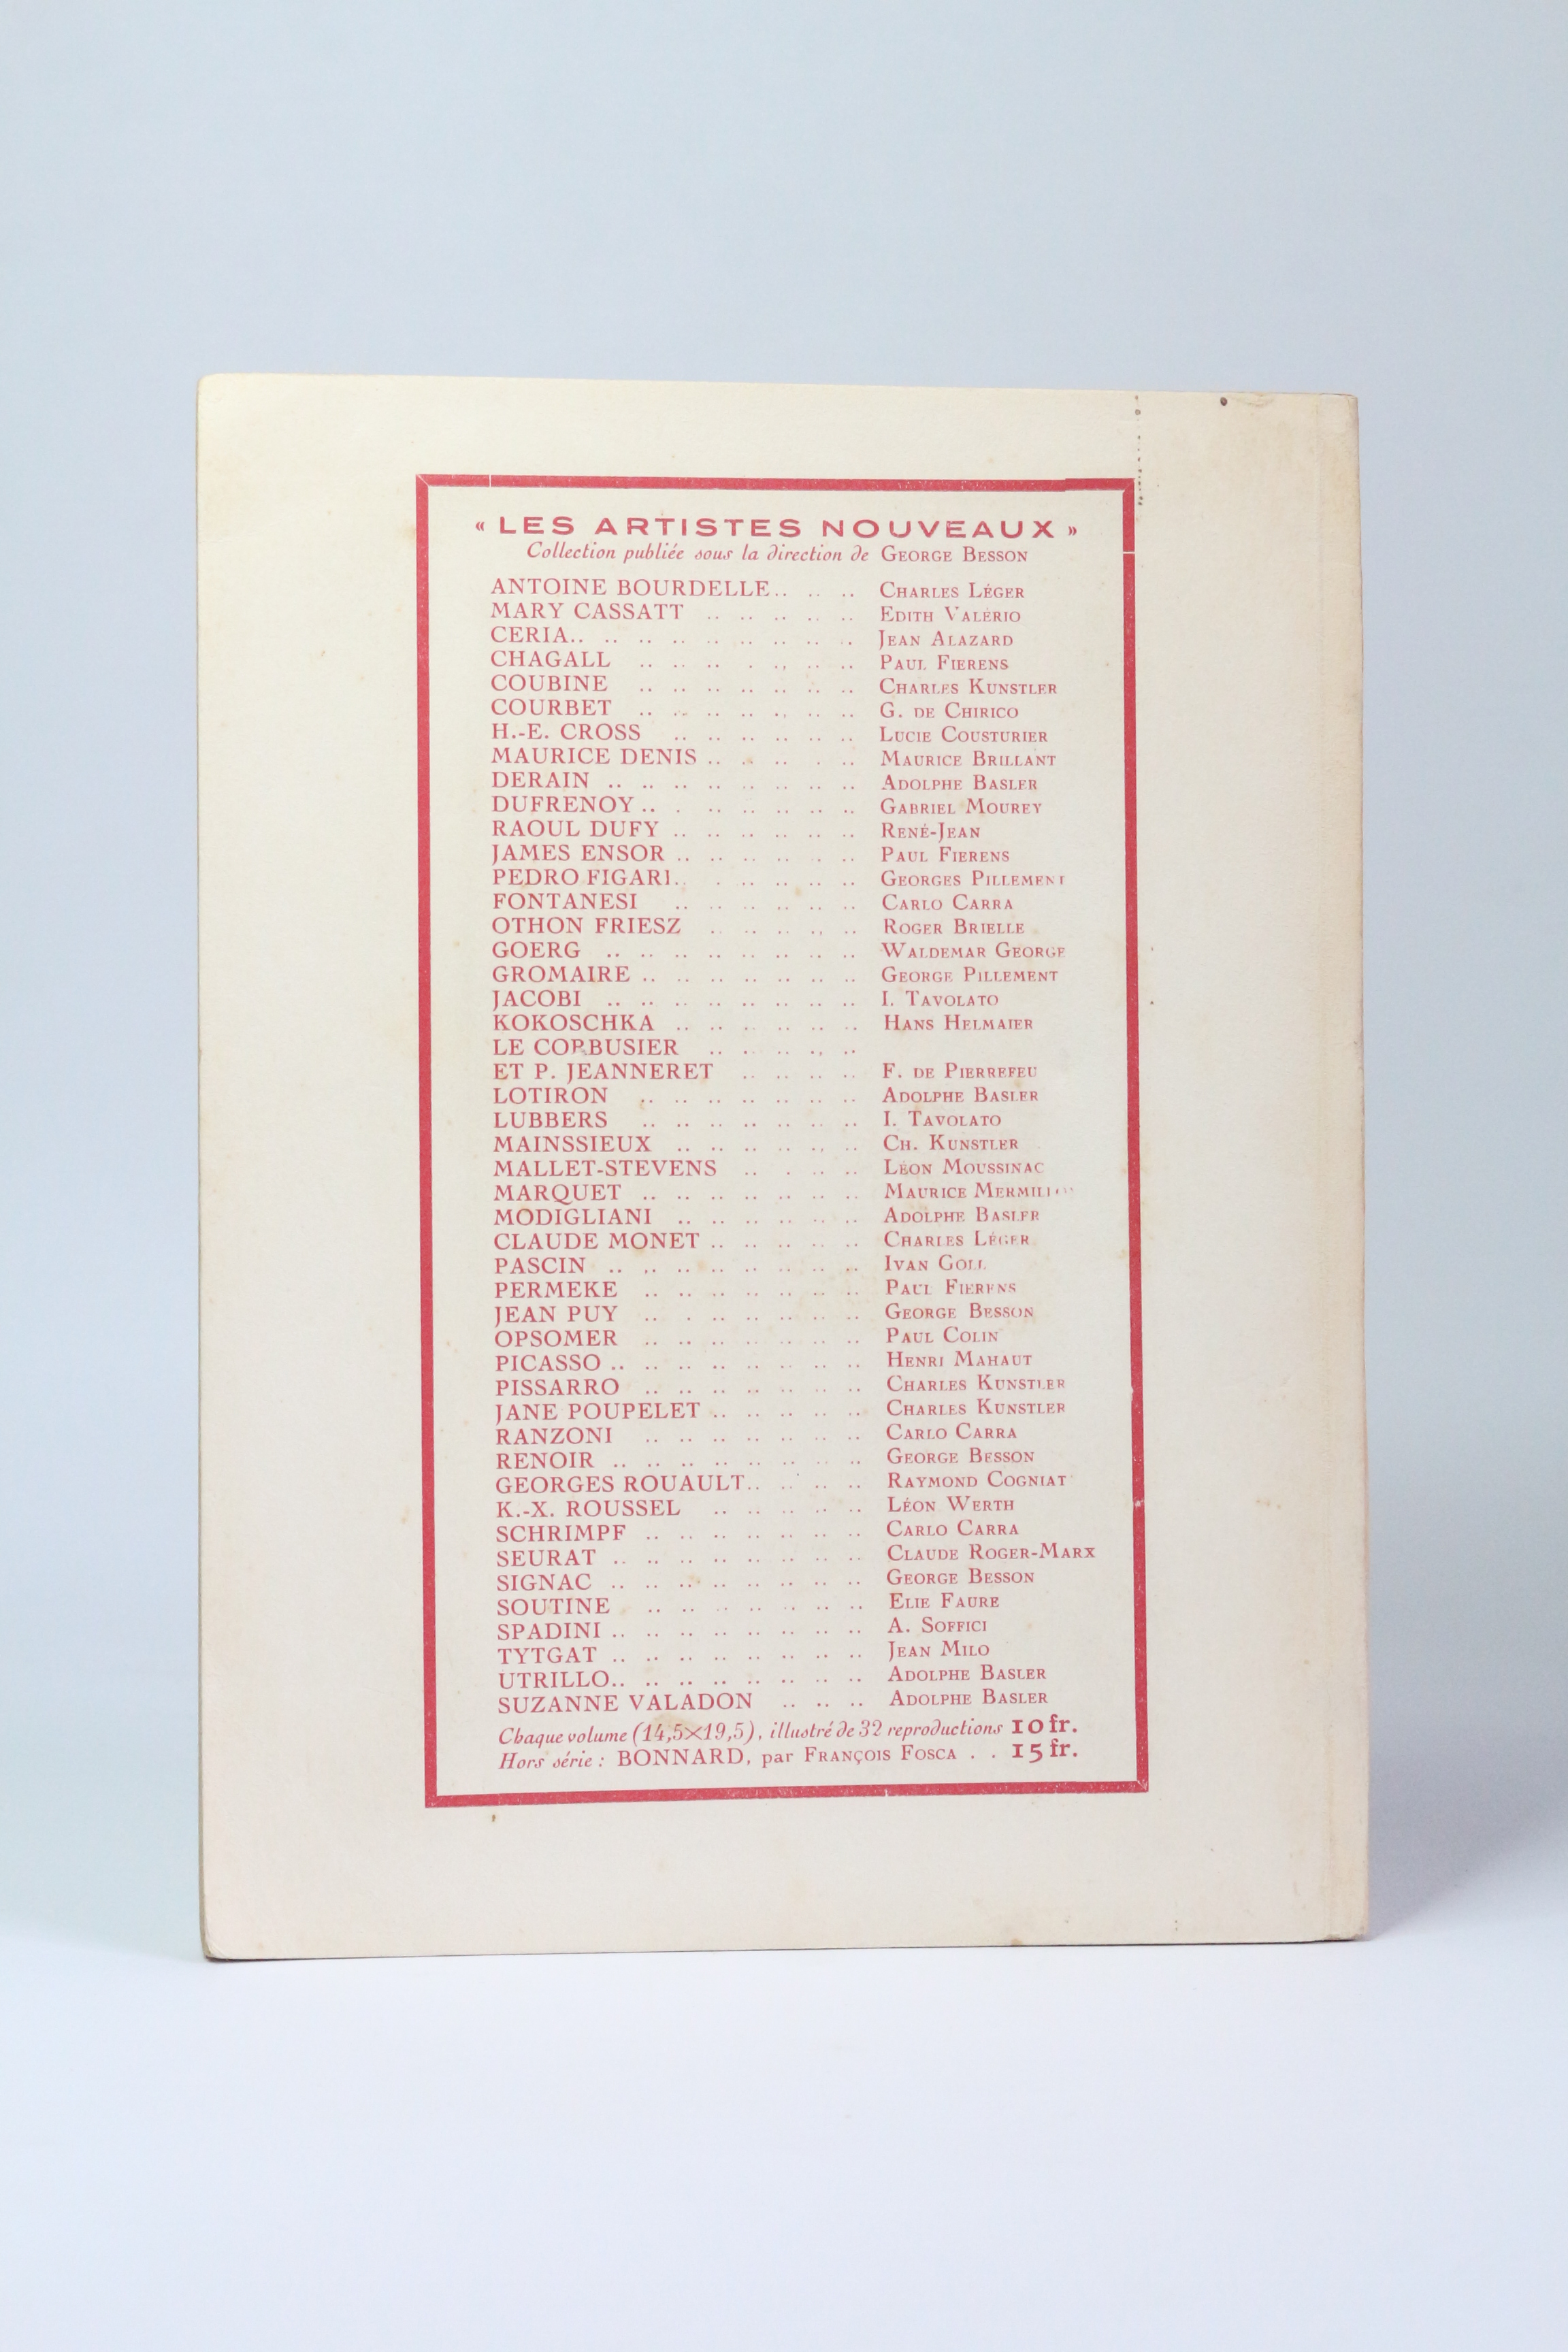 « LES ARTISTES NOUVEAUX »
Collection publiée sous la direction de GEORGE BESSON
ANTOINE BOURDELLE .. .. .. CHARLES LÉGER
MARY CASSATT .. .. .. .. .. EDITH VALÉRIO
CERIA .. .. .. .. .. .. .. .. .. JEAN ALAZARD
CHAGALL .. .. .. .. .. .. .. PAUL FIERENS
COUBINE .. .. .. .. .. .. .. CHARLES KUNSTLER
COURBET .. .. .. .. .. .. .. G. DE CHIRICO
H.-E. CROSS .. .. .. .. .. .. LUCIE COUSTURIER
MAURICE DENIS .. .. .. .. .. MAURICE BRILLANT
DERAIN .. .. .. .. .. .. .. .. ADOLPHE BASLER
DUFRENOY .. .. .. .. .. .. .. GABRIEL MOUREY
RAOUL DUFY .. .. .. .. .. .. RENÉ-JEAN
JAMES ENSOR .. .. .. .. .. .. PAUL FIERENS
PEDRO FIGARI .. .. .. .. .. .. GEORGES PILLEMENT
FONTANESI .. .. .. .. .. .. CARLO CARRA
OTHON FRIESZ .. .. .. .. .. ROGER BRIELLE
GOERG .. .. .. .. .. .. .. .. WALDEMAR GEORGE
GROMAIRE .. .. .. .. .. .. .. GEORGE PILLEMENT
JACOBI .. .. .. .. .. .. .. .. I. TAVOLATO
KOKOSCHKA .. .. .. .. .. .. HANS HELMAIER
LE CORBUSIER .. .. .. .. ..
ET P. JEANNERET .. .. .. .. F. DE PIERREFEU
LOTIRON .. .. .. .. .. .. .. ADOLPHE BASLER
LUBBERS .. .. .. .. .. .. .. I. TAVOLATO
MAINSSIEUX .. .. .. .. .. .. CH. KUNSTLER
MALLET-STEVENS .. .. .. .. LÉON MOUSSINAC
MARQUET .. .. .. .. .. .. .. MAURICE
MODIGLIANI .. .. .. .. .. .. ADOLPHE BASLER
CLAUDE MONET .. .. .. .. .. CHARLES LÉGER
PASCIN .. .. .. .. .. .. .. .. IVAN GOLL
PERMEKE .. .. .. .. .. .. .. PAUL FIERENS
JEAN PUY .. .. .. .. .. .. .. GEORGE BESSON
OPSOMER .. .. .. .. .. .. .. PAUL COLIN
PICASSO .. .. .. .. .. .. .. .. HENRI MAHAUT
PISSARRO .. .. .. .. .. .. .. CHARLES KUNSTLER
JANE POUPELET .. .. .. .. .. CHARLES KUNSTLER
RANZONI .. .. .. .. .. .. .. CARLO CARRA
RENOIR .. .. .. .. .. .. .. .. GEORGE BESSON
GEORGES ROUAULT .. .. .. .. RAYMOND COGNIAT
K.-X. ROUSSEL .. .. .. .. .. LÉON WERTH
SCHRIMPF .. .. .. .. .. .. .. CARLO CARRA
SEURAT .. .. .. .. .. .. .. .. CLAUDE ROGER-MARX
SIGNAC .. .. .. .. .. .. .. .. GEORGE BESSON
SOUTINE .. .. .. .. .. .. .. ELIE FAURE
SPADINI .. .. .. .. .. .. .. .. A. SOFFICI
TYTGAT .. .. .. .. .. .. .. .. JEAN MILO
UTRILLO .. .. .. .. .. .. .. .. ADOLPHE BASLER
SUZANNE VALADON .. .. .. ADOLPHE BASLER
Chaque volume (14,5×19,5), illustré de 32 reproductions 10 fr.
Hors série : BONNARD, par FRANÇOIS FOSCA . . 15 fr.